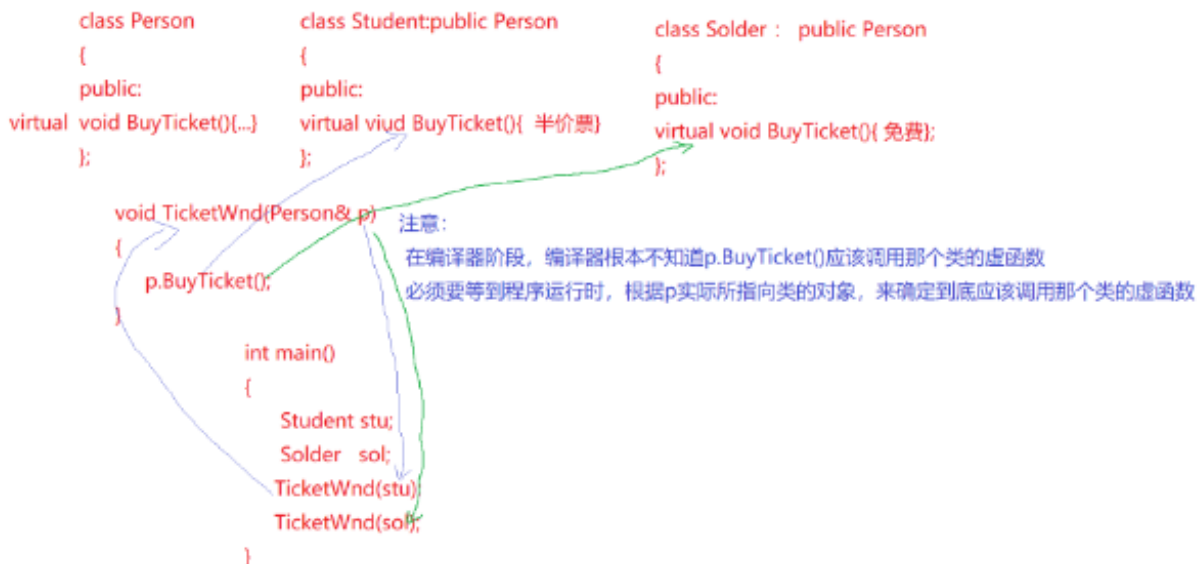 class Person
{
public:
virtual void BuyTicket(){...}
};
class Student:public Person
{
public:
virtual viud BuyTicket(){ 半价票}
};
class Solder : public Person
{
public:
virtual void BuyTicket(){ 免费};
};
void TicketWnd(Person& p)
{
p.BuyTicket();
}
注意：
在编译器阶段，编译器根本不知道p.BuyTicket()应该调用那个类的虚函数
必须要等到程序运行时，根据p实际所指向类的对象，来确定到底应该调用那个类的虚函数
int main()
{
Student stu;
Solder sol;
TicketWnd(stu)
TicketWnd(sol);
}